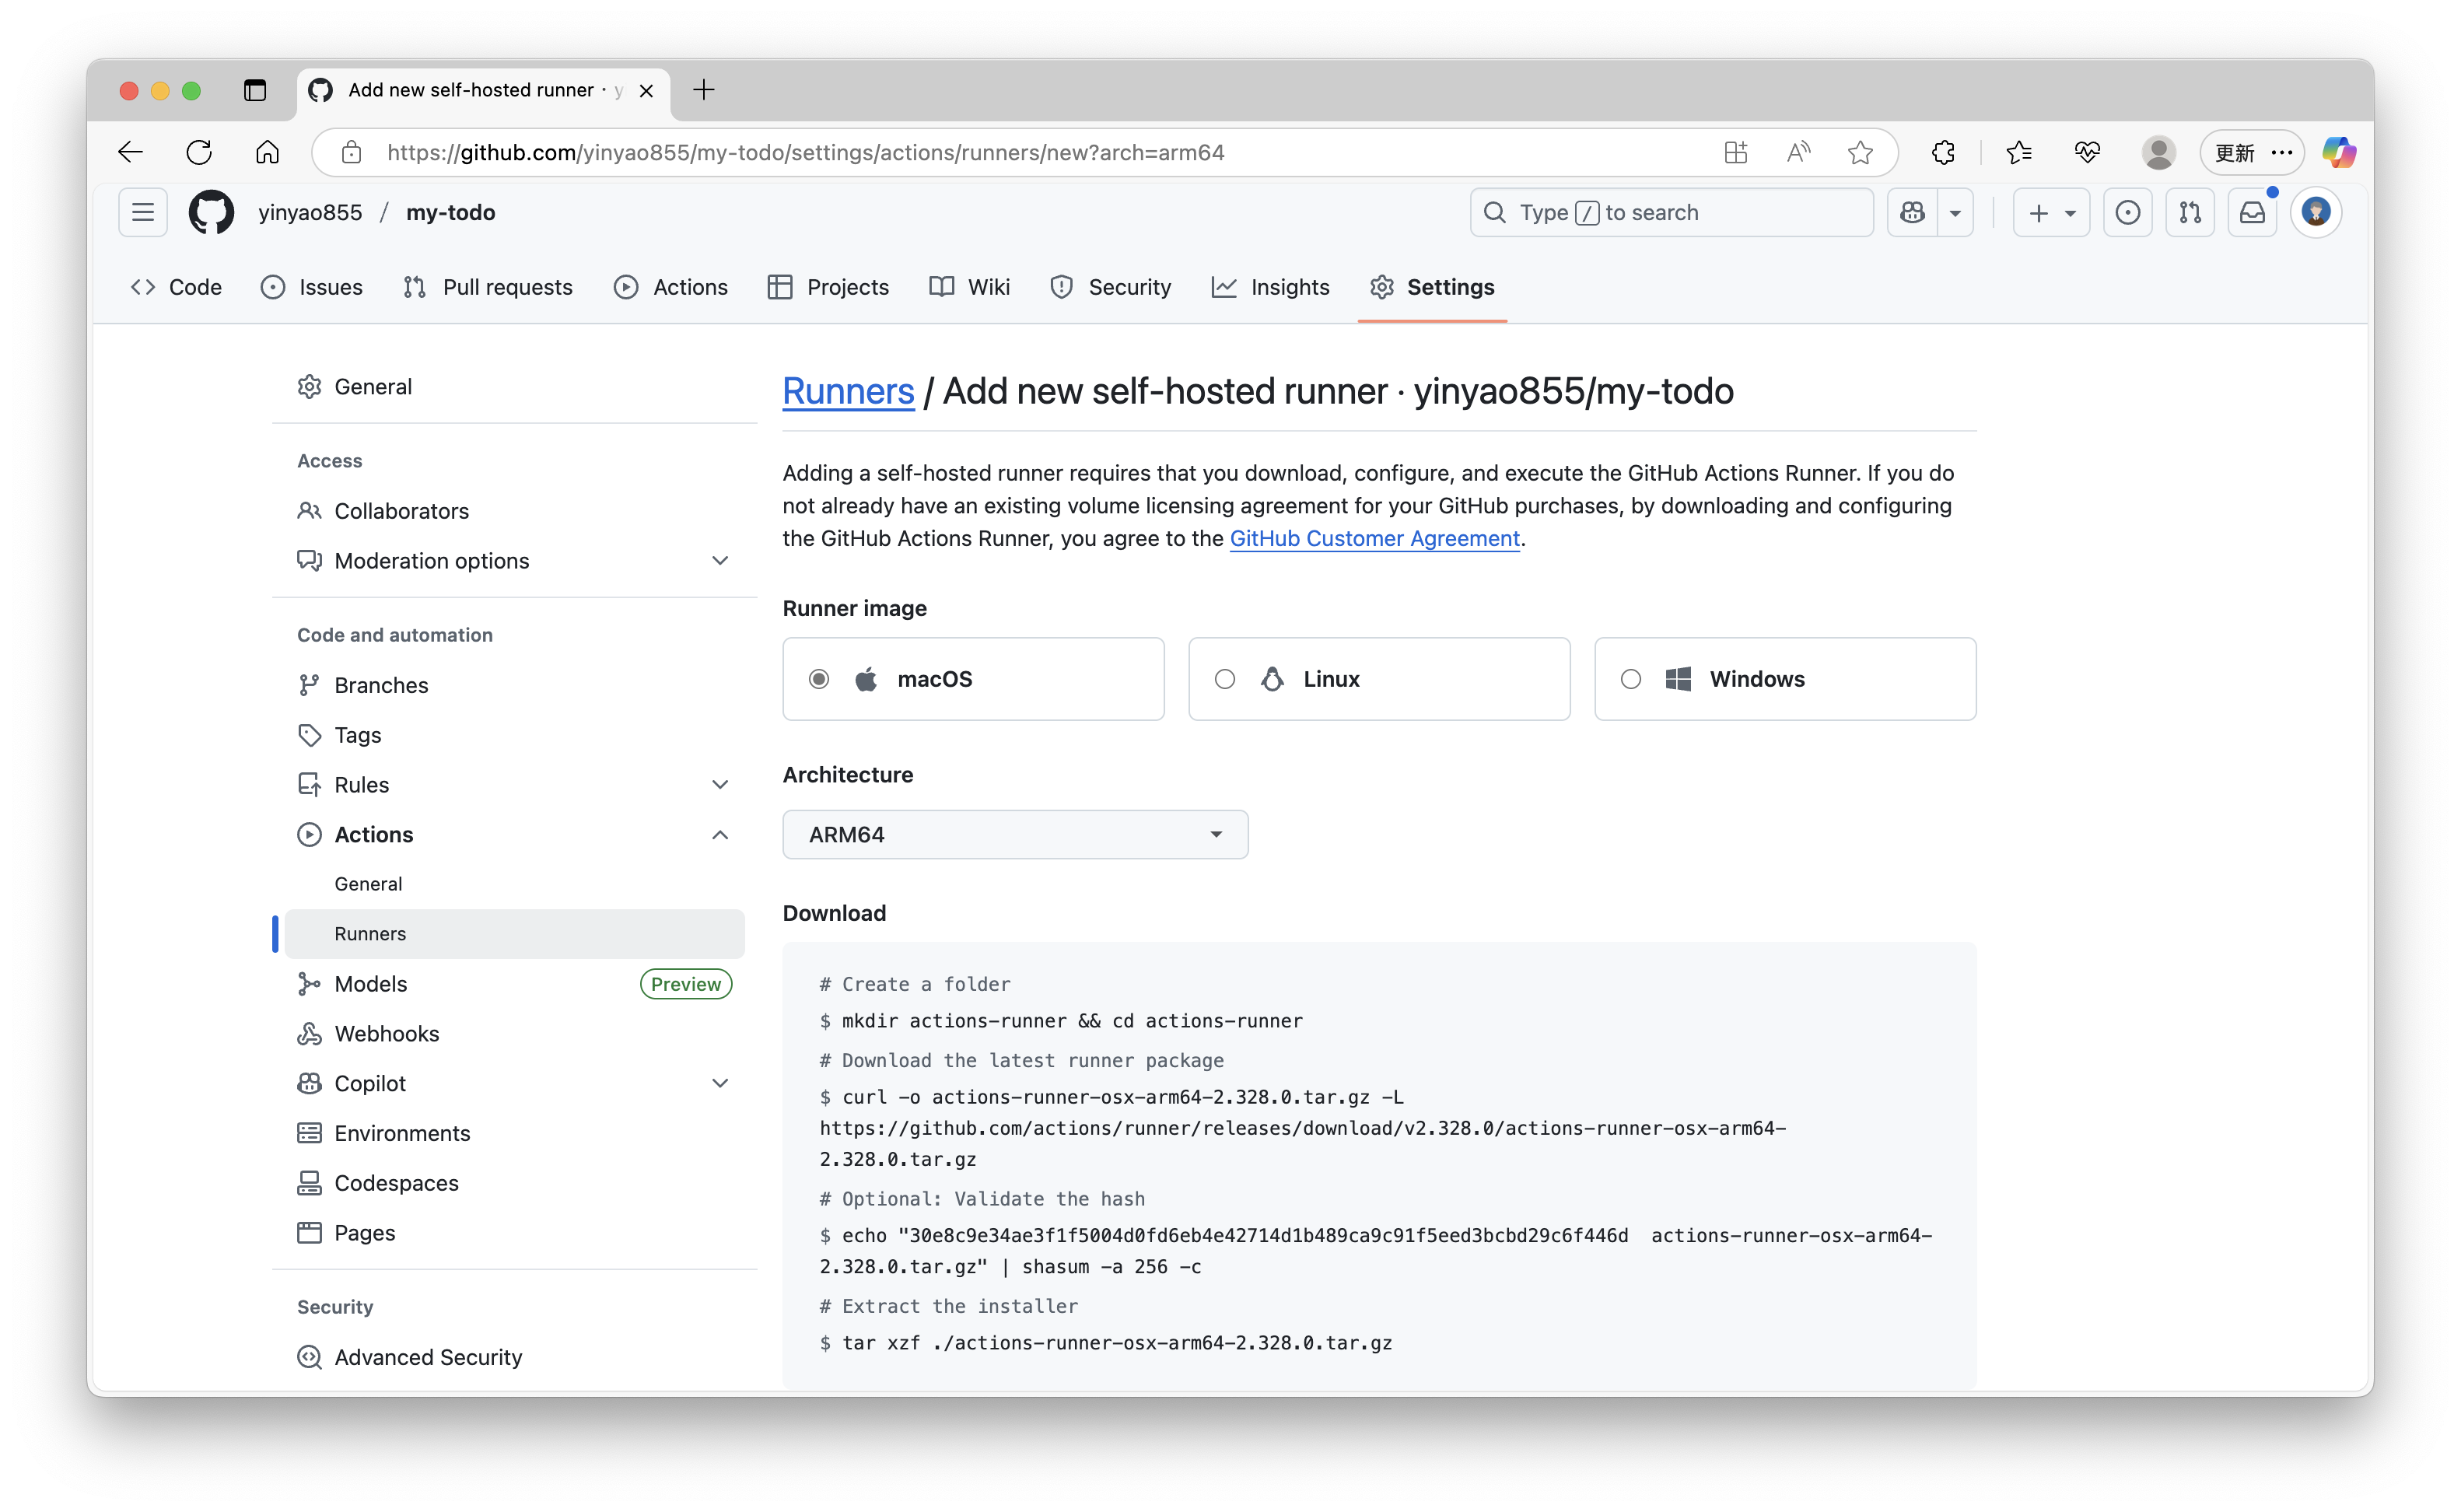 Add new self-hosted runner · y
https://github.com/yinyao855/my-todo/settings/actions/runners/new?arch=arm64
更新
yinyao855 / my-todo
Type / to search
Code
Issues
Pull requests
Actions
Projects
Wiki
Security
Insights
Settings
General
Access
Collaborators
Moderation options
Code and automation
Branches
Tags
Rules
Actions
General
Runners
Models
Preview
Webhooks
Copilot
Environments
Codespaces
Pages
Security
Advanced Security
Runners / Add new self-hosted runner · yinyao855/my-todo
Adding a self-hosted runner requires that you download, configure, and execute the GitHub Actions Runner. If you do
not already have an existing volume licensing agreement for your GitHub purchases, by downloading and configuring
the GitHub Actions Runner, you agree to the GitHub Customer Agreement.
Runner image
macOS
Linux
Windows
Architecture
ARM64
Download
# Create a folder
$ mkdir actions-runner && cd actions-runner
# Download the latest runner package
$ curl -o actions-runner-osx-arm64-2.328.0.tar.gz -L
https://github.com/actions/runner/releases/download/v2.328.0/actions-runner-osx-arm64-
2.328.0.tar.gz
# Optional: Validate the hash
$ echo "30e8c9e34ae3f1f5004d0fd6eb4e42714d1b489ca9c91f5eed3bcbd29c6f446d  actions-runner-osx-arm64-
2.328.0.tar.gz" | shasum -a 256 -c
# Extract the installer
$ tar xzf ./actions-runner-osx-arm64-2.328.0.tar.gz